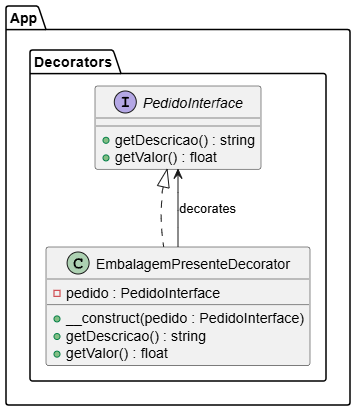 App
Decorators
I PedidoInterface
getDescricao() : string
getValor() : float
decorates
C EmbalagemPresenteDecorator
pedido : PedidoInterface
__construct(pedido : PedidoInterface)
getDescricao() : string
getValor() : float